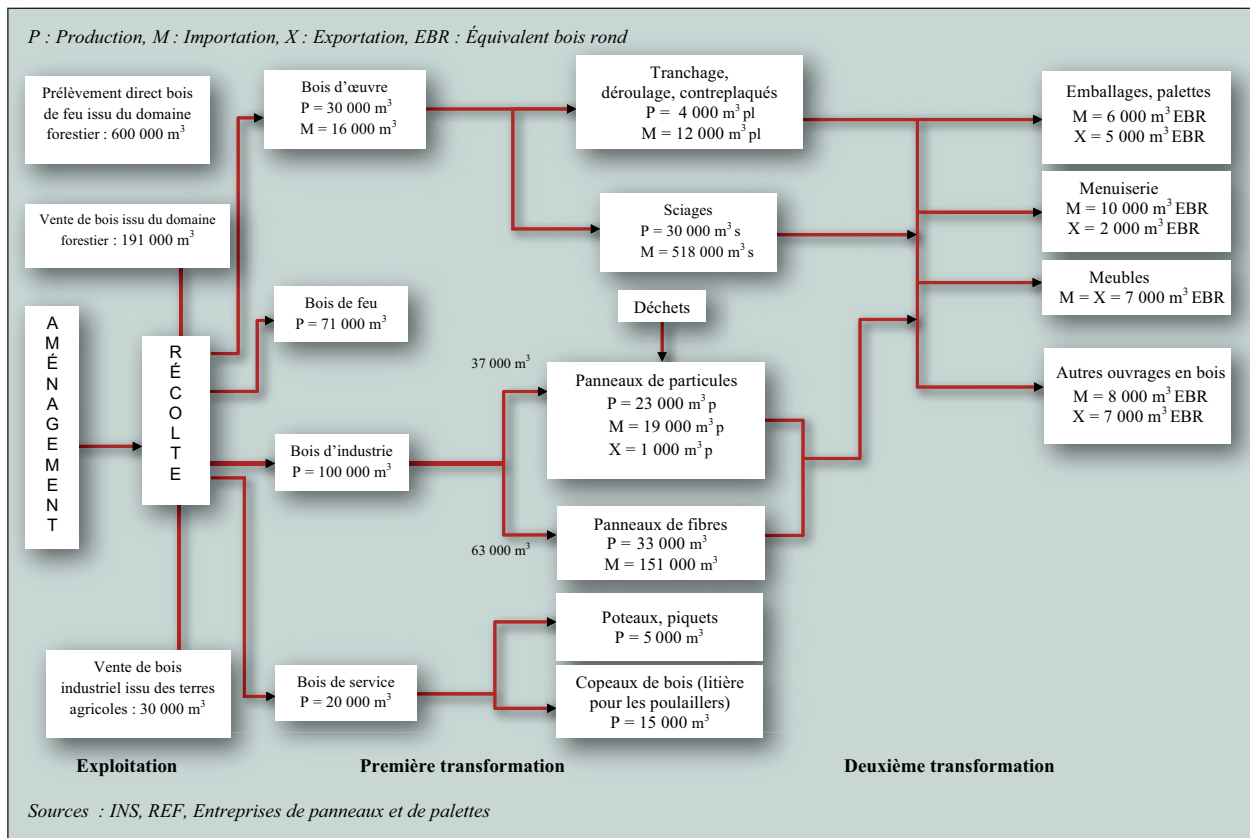 P : Production, M : Importation, X : Exportation, EBR : Équivalent bois rond
Prélèvement direct bois
de feu issu du domaine
forestier : 600 000 m³
Vente de bois issu du domaine
forestier : 191 000 m³
AMÉNAGEMENT
RÉCOLTE
Vente de bois
industriel issu des terres
agricoles : 30 000 m³
Bois d'œuvre
P = 30 000 m³
M = 16 000 m³
Bois de feu
P = 71 000 m³
Bois d'industrie
P = 100 000 m³
Bois de service
P = 20 000 m³
37 000 m³
63 000 m³
Tranchage,
déroulage, contreplaqués
P = 4 000 m³ pl
M = 12 000 m³ pl
Sciages
P = 30 000 m³ s
M = 518 000 m³ s
Déchets
Panneaux de particules
P = 23 000 m³ p
M = 19 000 m³ p
X = 1 000 m³ p
Panneaux de fibres
P = 33 000 m³
M = 151 000 m³
Poteaux, piquets
P = 5 000 m³
Copeaux de bois (litière
pour les poulaillers)
P = 15 000 m³
Emballages, palettes
M = 6 000 m³ EBR
X = 5 000 m³ EBR
Menuiserie
M = 10 000 m³ EBR
X = 2 000 m³ EBR
Meubles
M = X = 7 000 m³ EBR
Autres ouvrages en bois
M = 8 000 m³ EBR
X = 7 000 m³ EBR
Exploitation
Première transformation
Deuxième transformation
Sources : INS, REF, Entreprises de panneaux et de palettes